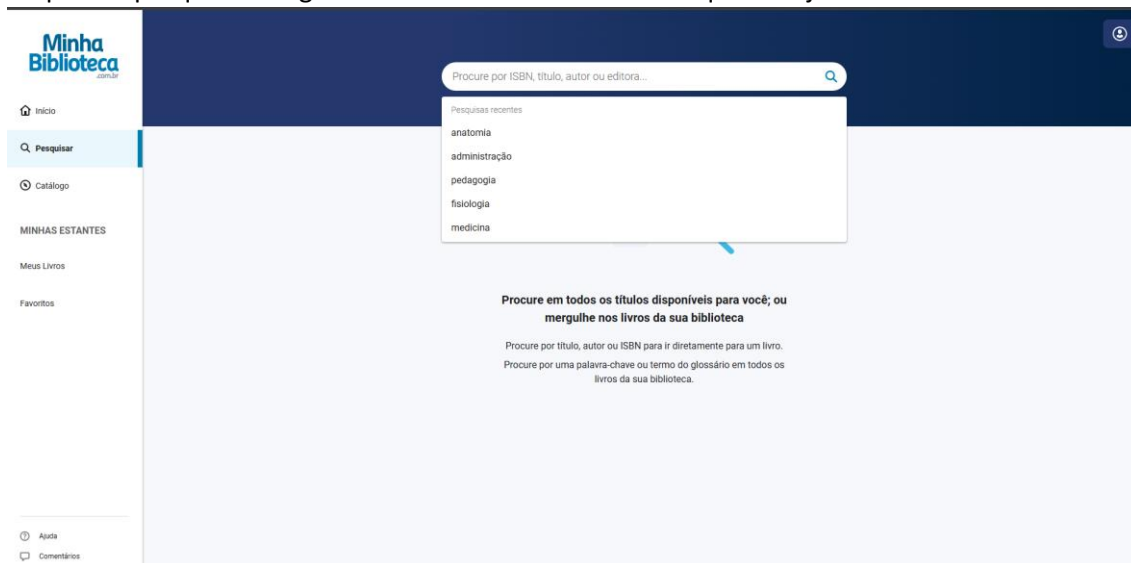 Minha
Biblioteca
.com.br
Início
Pesquisar
Catálogo
MINHAS ESTANTES
Meus Livros
Favoritos
Ajuda
Comentários
Procure por ISBN, título, autor ou editora...
Pesquisas recentes
anatomia
administração
pedagogia
fisiologia
medicina
Procure em todos os títulos disponíveis para você; ou
mergulhe nos livros da sua biblioteca
Procure por título, autor ou ISBN para ir diretamente para um livro.
Procure por uma palavra-chave ou termo do glossário em todos os
livros da sua biblioteca.